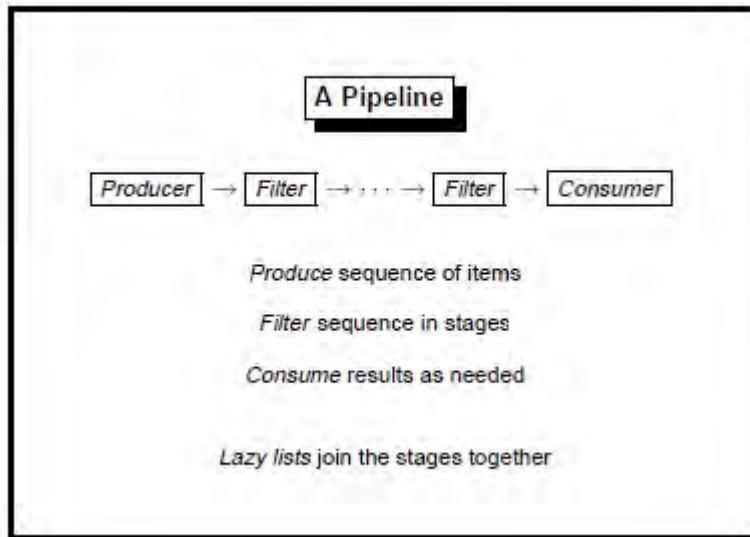 A Pipeline
Producer → Filter → · · · → Filter → Consumer
Produce sequence of items
Filter sequence in stages
Consume results as needed
Lazy lists join the stages together